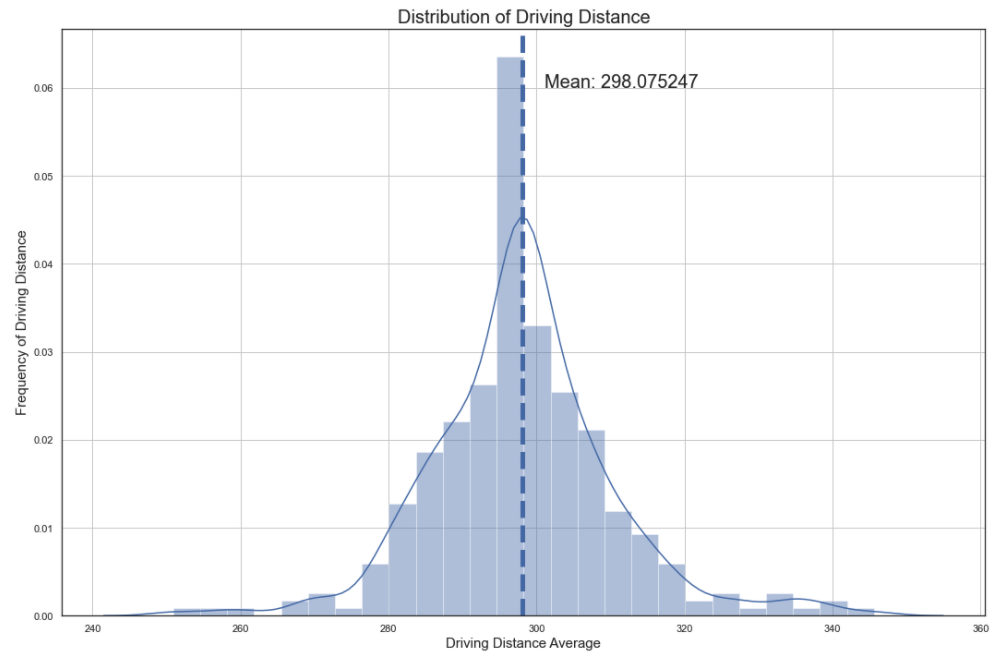 Distribution of Driving Distance
Mean: 298.075247
Frequency of Driving Distance
0.06
0.05
0.04
0.03
0.02
0.01
0.00
240 260 280 300 320 340 360
Driving Distance Average